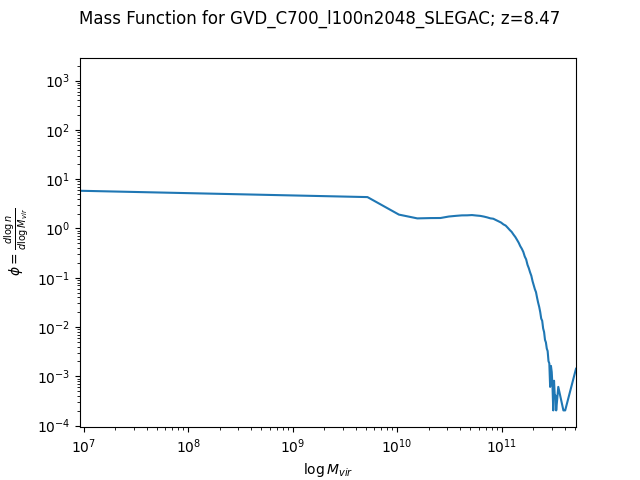 Mass Function for GVD_C700_l100n2048_SLEGAC; z=8.47
10³
10²
10¹
10⁰
10⁻¹
10⁻²
10⁻³
10⁻⁴
ϕ = d log n / d log M_vir
10⁷ 10⁸ 10⁹ 10¹⁰ 10¹¹
log M_vir